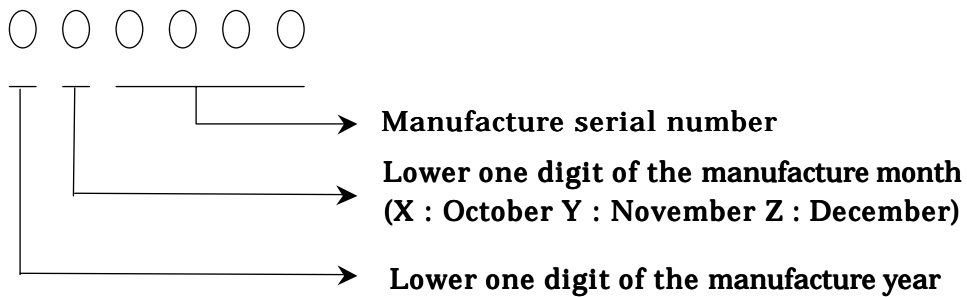 Manufacture serial number
Lower one digit of the manufacture month
(X : October Y : November Z : December)
Lower one digit of the manufacture year